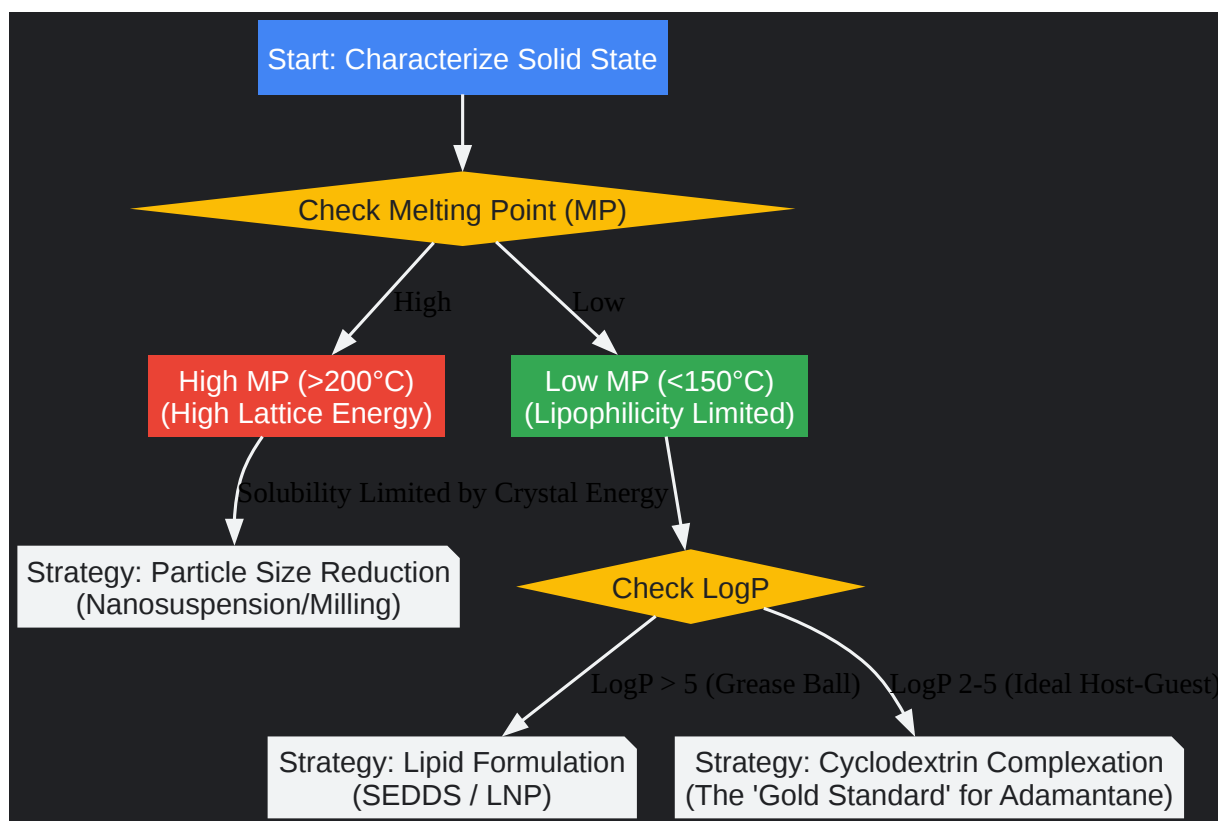 Start: Characterize Solid State
Check Melting Point (MP)
High
Low
High MP (>200°C)
(High Lattice Energy)
Low MP (<150°C)
(Lipophilicity Limited)
Solubility Limited by Crystal Energy
Strategy: Particle Size Reduction
(Nanosuspension/Milling)
Check LogP
LogP > 5 (Grease Ball)
LogP 2-5 (Ideal Host-Guest)
Strategy: Lipid Formulation
(SEDDS / LNP)
Strategy: Cyclodextrin Complexation
(The 'Gold Standard' for Adamantane)